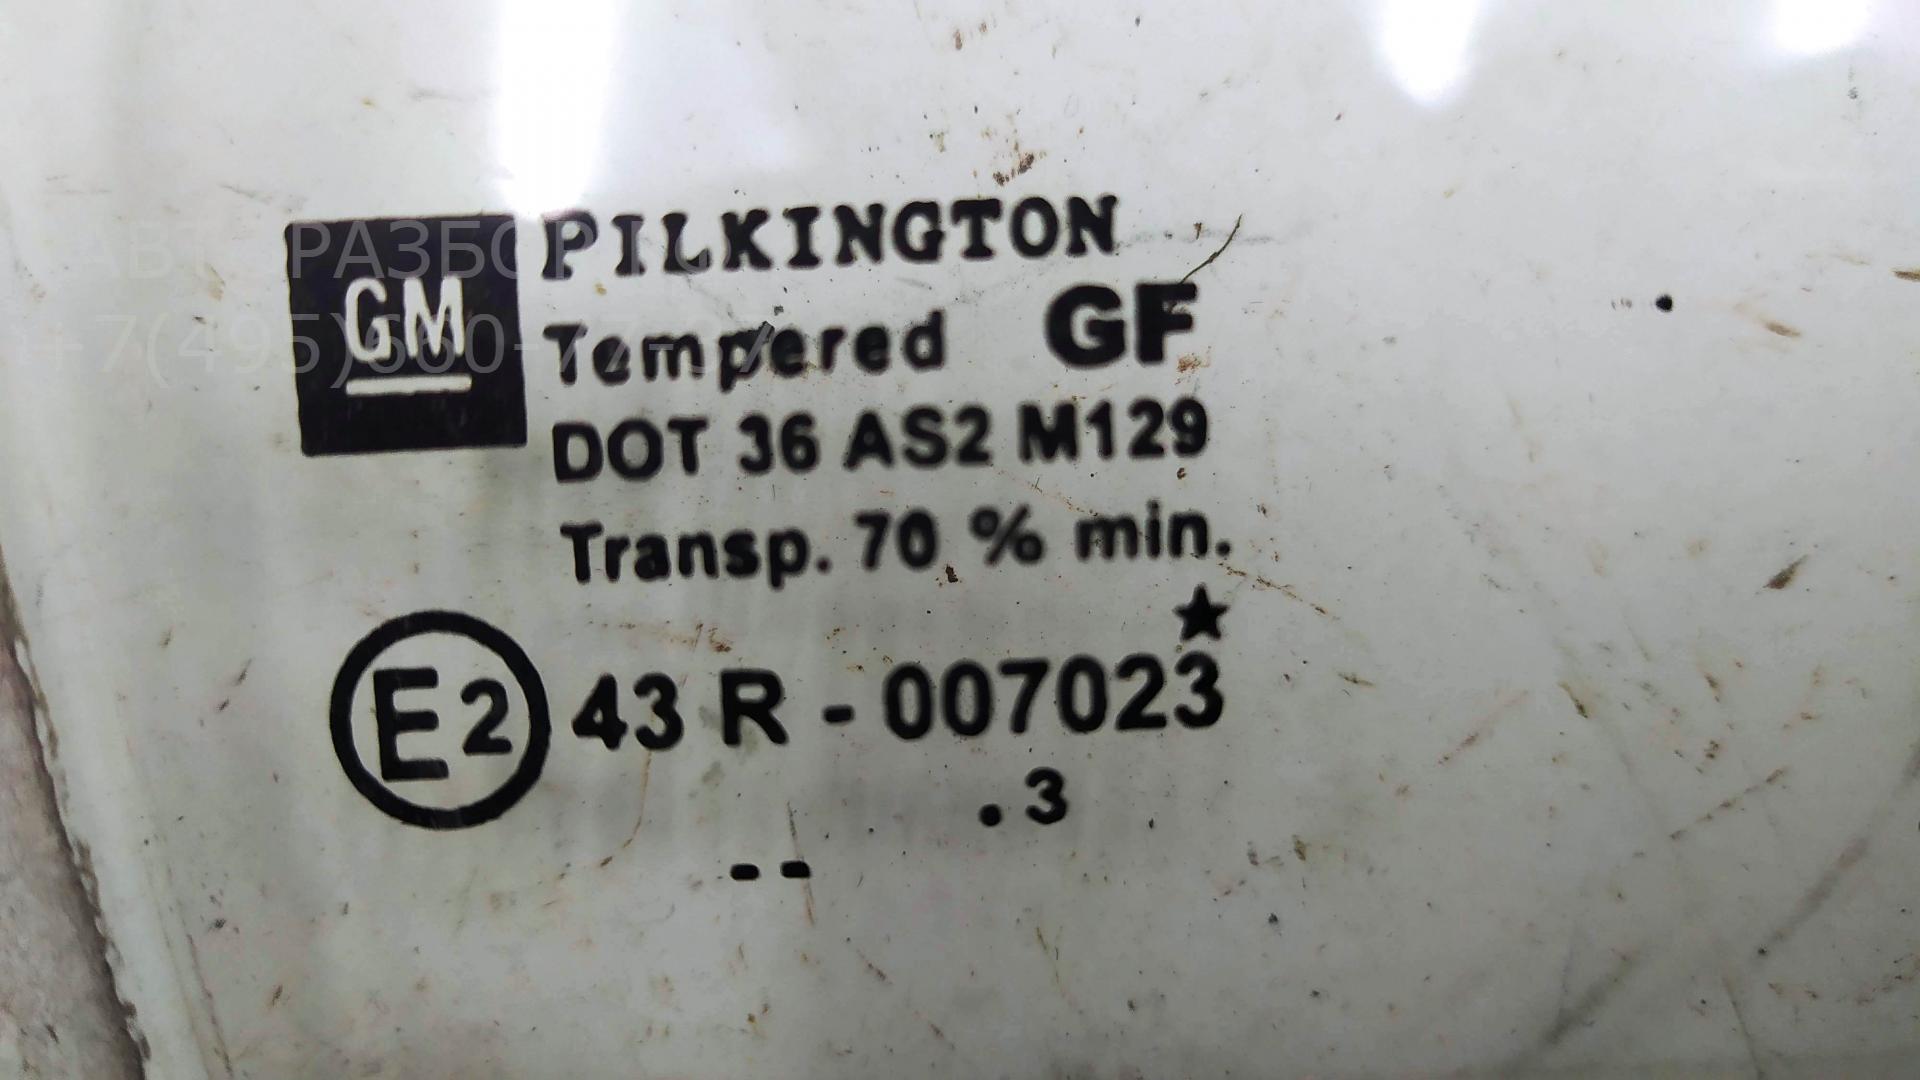 GM
PILKINGTON
Tempered GF
DOT 36 AS2 M129
Transp. 70 % min.
★
E2 43 R - 007023
. 3
- -